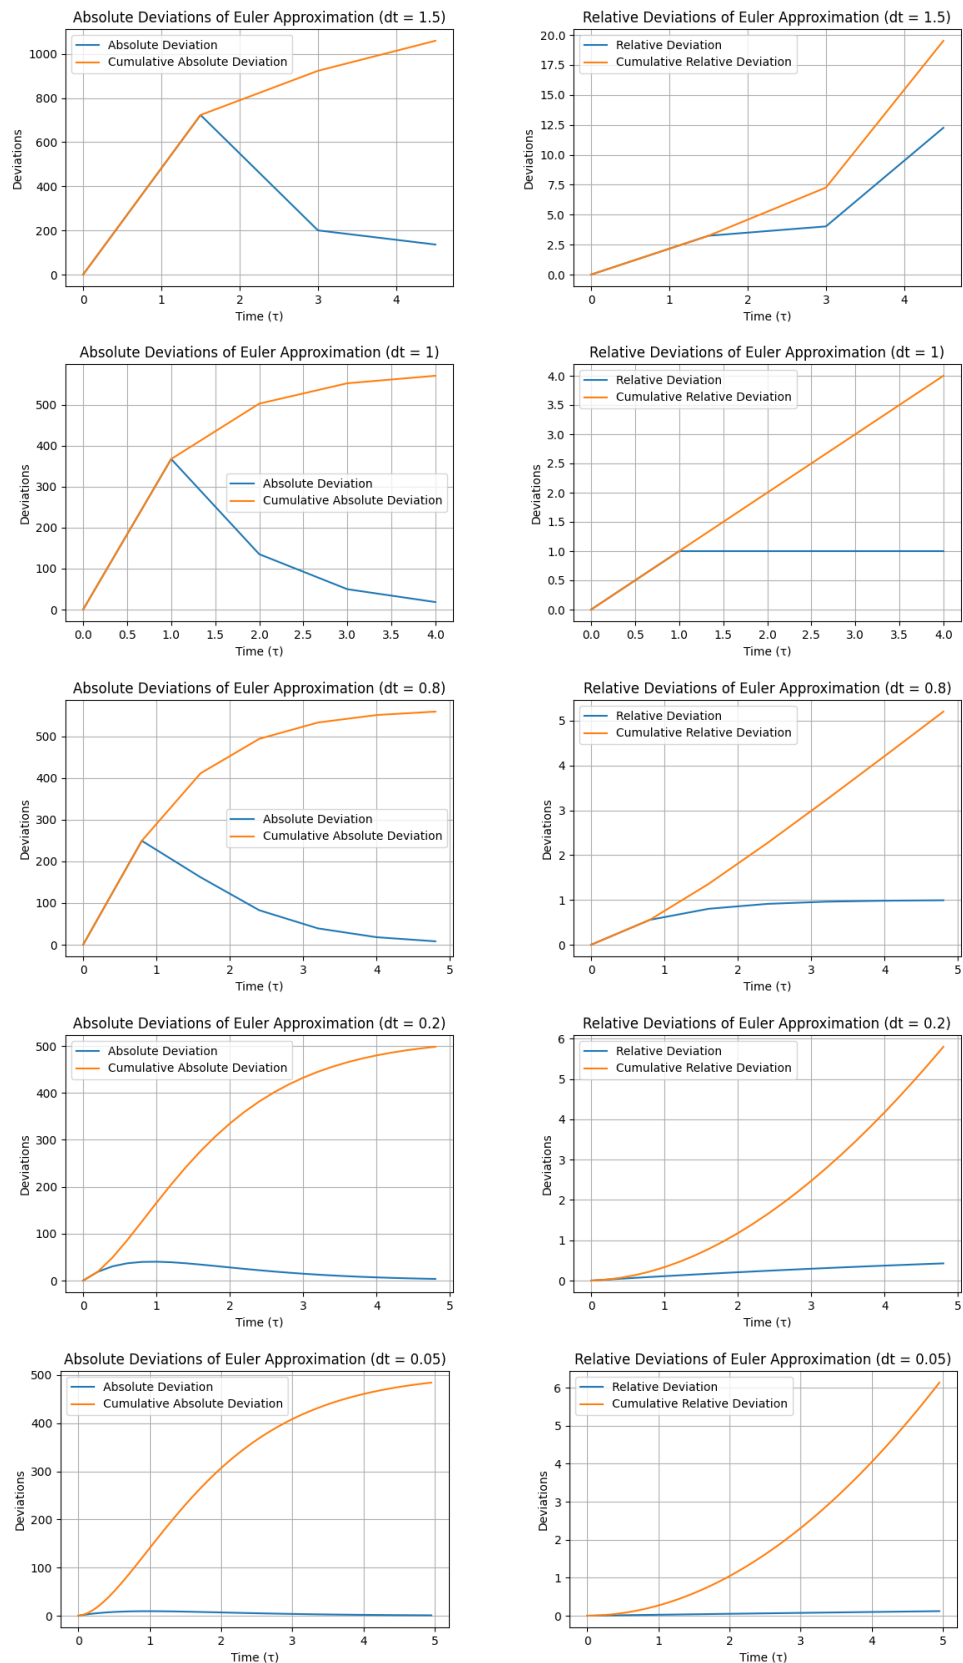 Absolute Deviations of Euler Approximation (dt = 1.5)
Absolute Deviation
Cumulative Absolute Deviation
1000
800
600
400
200
0
Deviations
0 1 2 3 4
Time (τ)
Relative Deviations of Euler Approximation (dt = 1.5)
Relative Deviation
Cumulative Relative Deviation
20.0
17.5
15.0
12.5
10.0
7.5
5.0
2.5
0.0
Deviations
0 1 2 3 4
Time (τ)
Absolute Deviations of Euler Approximation (dt = 1)
500
400
300
200
100
0
Deviations
Absolute Deviation
Cumulative Absolute Deviation
0.0 0.5 1.0 1.5 2.0 2.5 3.0 3.5 4.0
Time (τ)
Relative Deviations of Euler Approximation (dt = 1)
Relative Deviation
Cumulative Relative Deviation
4.0
3.5
3.0
2.5
2.0
1.5
1.0
0.5
0.0
Deviations
0.0 0.5 1.0 1.5 2.0 2.5 3.0 3.5 4.0
Time (τ)
Absolute Deviations of Euler Approximation (dt = 0.8)
500
400
300
200
100
0
Deviations
Absolute Deviation
Cumulative Absolute Deviation
0 1 2 3 4 5
Time (τ)
Relative Deviations of Euler Approximation (dt = 0.8)
Relative Deviation
Cumulative Relative Deviation
5
4
3
2
1
0
Deviations
0 1 2 3 4 5
Time (τ)
Absolute Deviations of Euler Approximation (dt = 0.2)
Absolute Deviation
Cumulative Absolute Deviation
500
400
300
200
100
0
Deviations
0 1 2 3 4 5
Time (τ)
Relative Deviations of Euler Approximation (dt = 0.2)
Relative Deviation
Cumulative Relative Deviation
6
5
4
3
2
1
0
Deviations
0 1 2 3 4 5
Time (τ)
Absolute Deviations of Euler Approximation (dt = 0.05)
Absolute Deviation
Cumulative Absolute Deviation
500
400
300
200
100
0
Deviations
0 1 2 3 4 5
Time (τ)
Relative Deviations of Euler Approximation (dt = 0.05)
Relative Deviation
Cumulative Relative Deviation
6
5
4
3
2
1
0
Deviations
0 1 2 3 4 5
Time (τ)